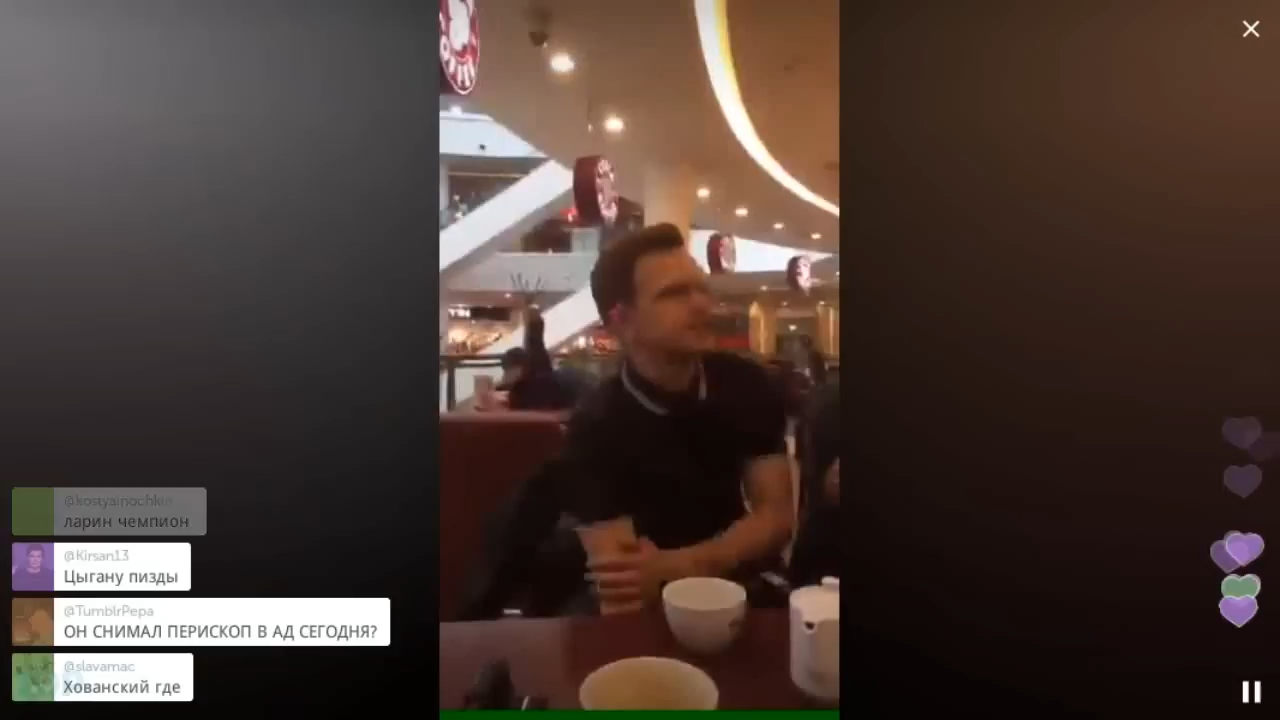 @kostyainochkin
ларин чемпион
@Kirsan13
Цыгану пизды
@TumblrPepa
ОН СНИМАЛ ПЕРИСКОП В АД СЕГОДНЯ?
@slavamac
Хованский где